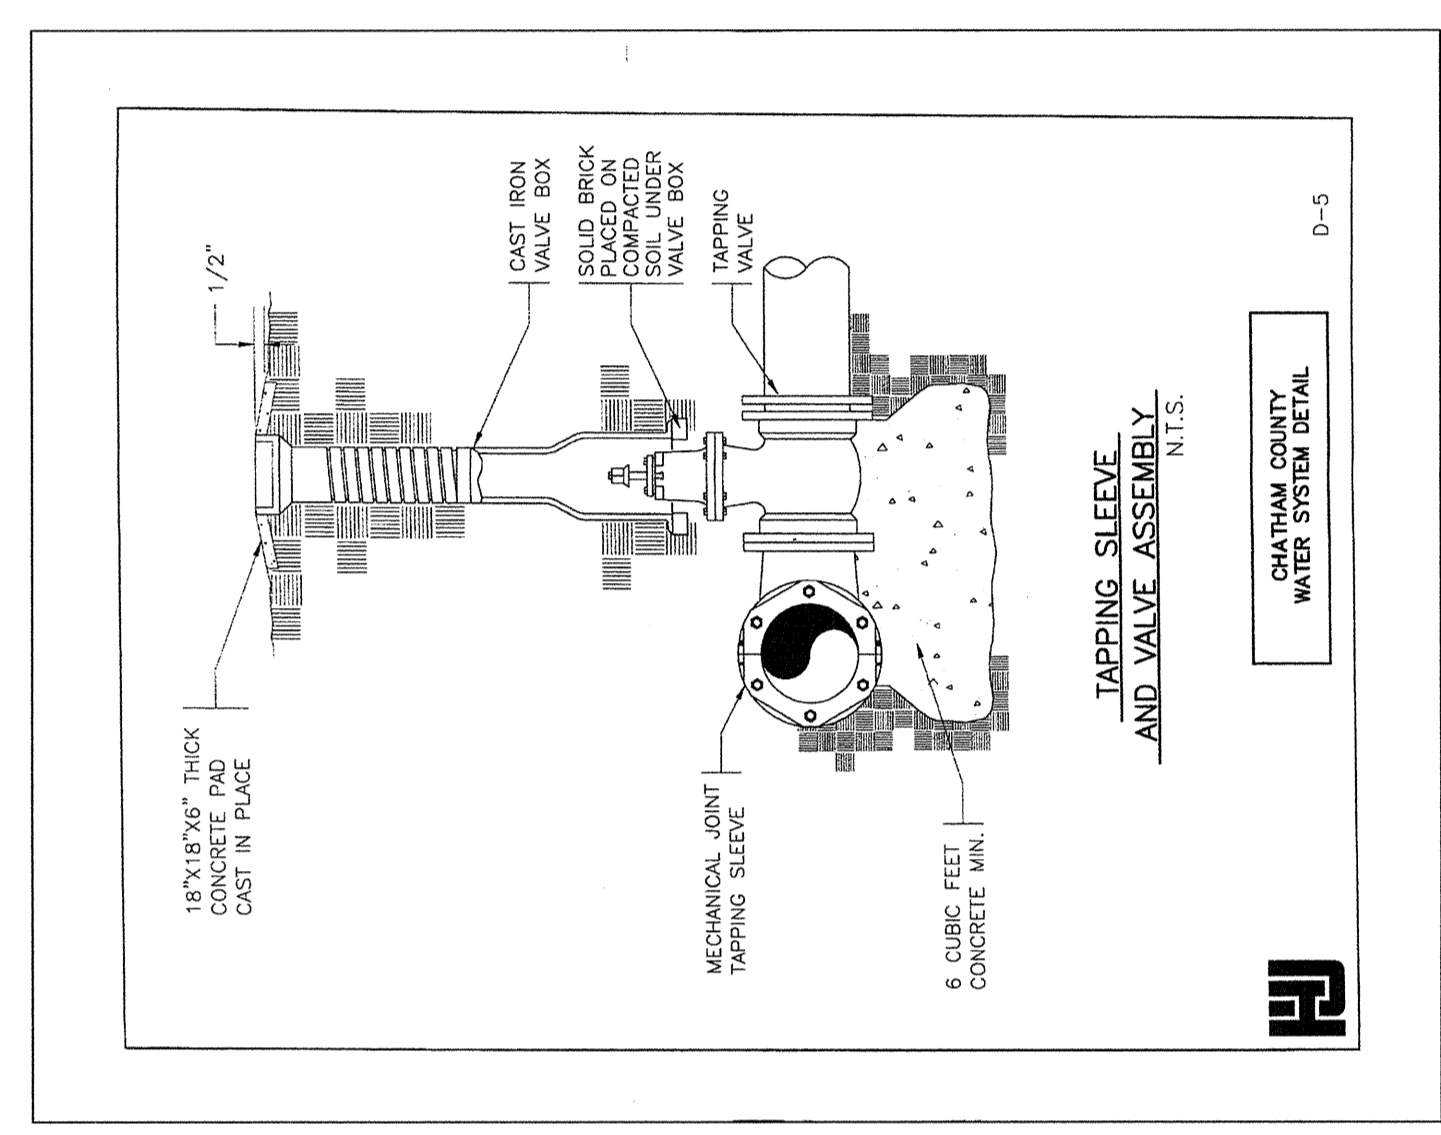 18"X18"X6" THICK
CONCRETE PAD
CAST IN PLACE
1/2"
CAST IRON
VALVE BOX
SOLID BRICK
PLACED ON
COMPACTED
SOIL UNDER
VALVE BOX
TAPPING
VALVE
MECHANICAL JOINT
TAPPING SLEEVE
6 CUBIC FEET
CONCRETE MIN.
TAPPING SLEEVE
AND VALVE ASSEMBLY
N.T.S.
CHATHAM COUNTY
WATER SYSTEM DETAIL
D-5
HJ